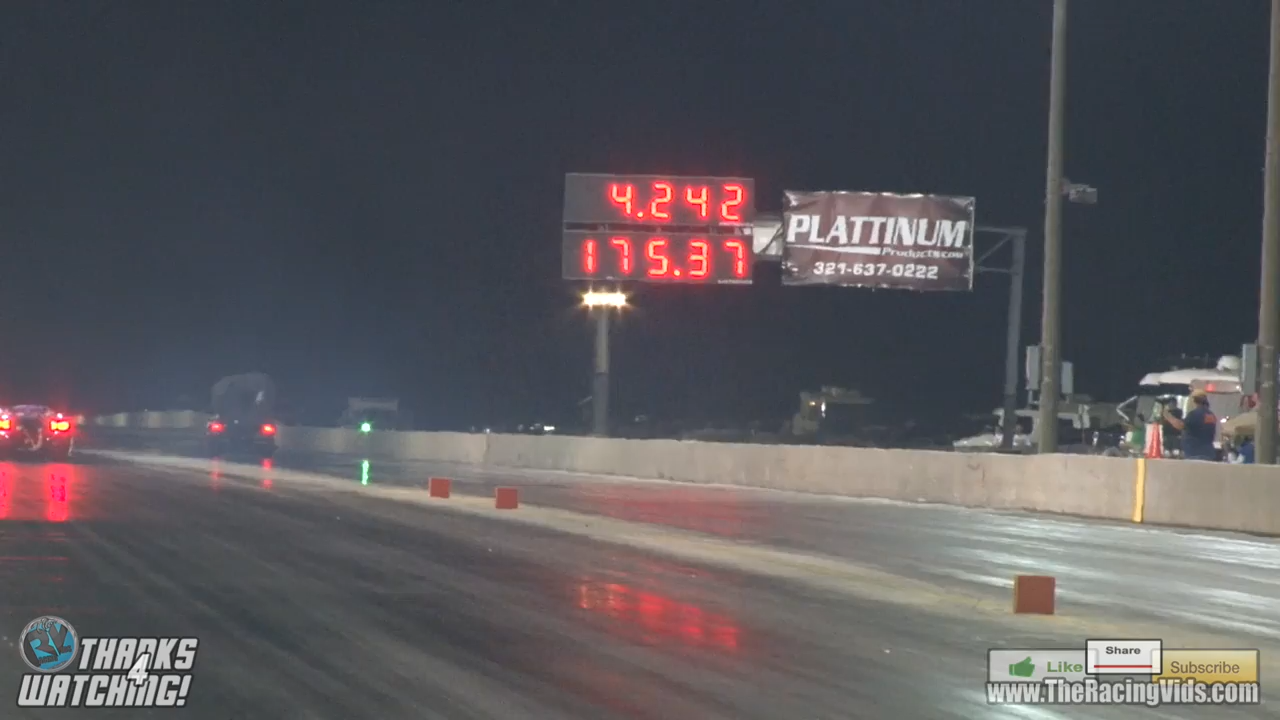 4.242
175.37
PLATTINUM
Products.com
321-637-0222
RV
THANKS
4
WATCHING!
Like
Share
Subscribe
www.TheRacingVids.com